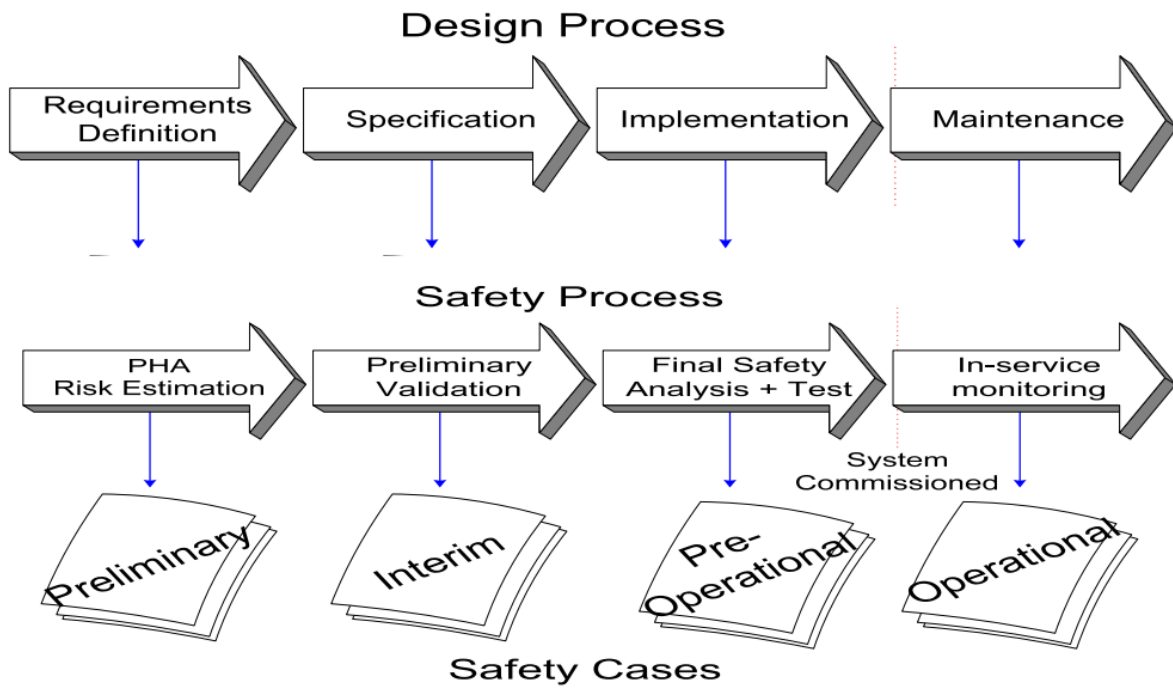 Design Process
Requirements
Definition
Specification
Implementation
Maintenance
Safety Process
PHA
Risk Estimation
Preliminary
Validation
Final Safety
Analysis + Test
In-service
monitoring
System
Commissioned
Preliminary
Interim
Pre-
Operational
Operational
Safety Cases